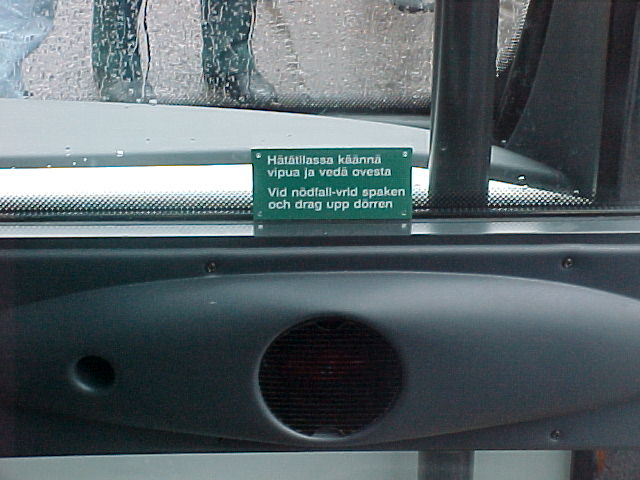 Hätätilassa käännä
vipua ja vedä ovesta
Vid nödfall-vrid spaken
och drag upp dörren